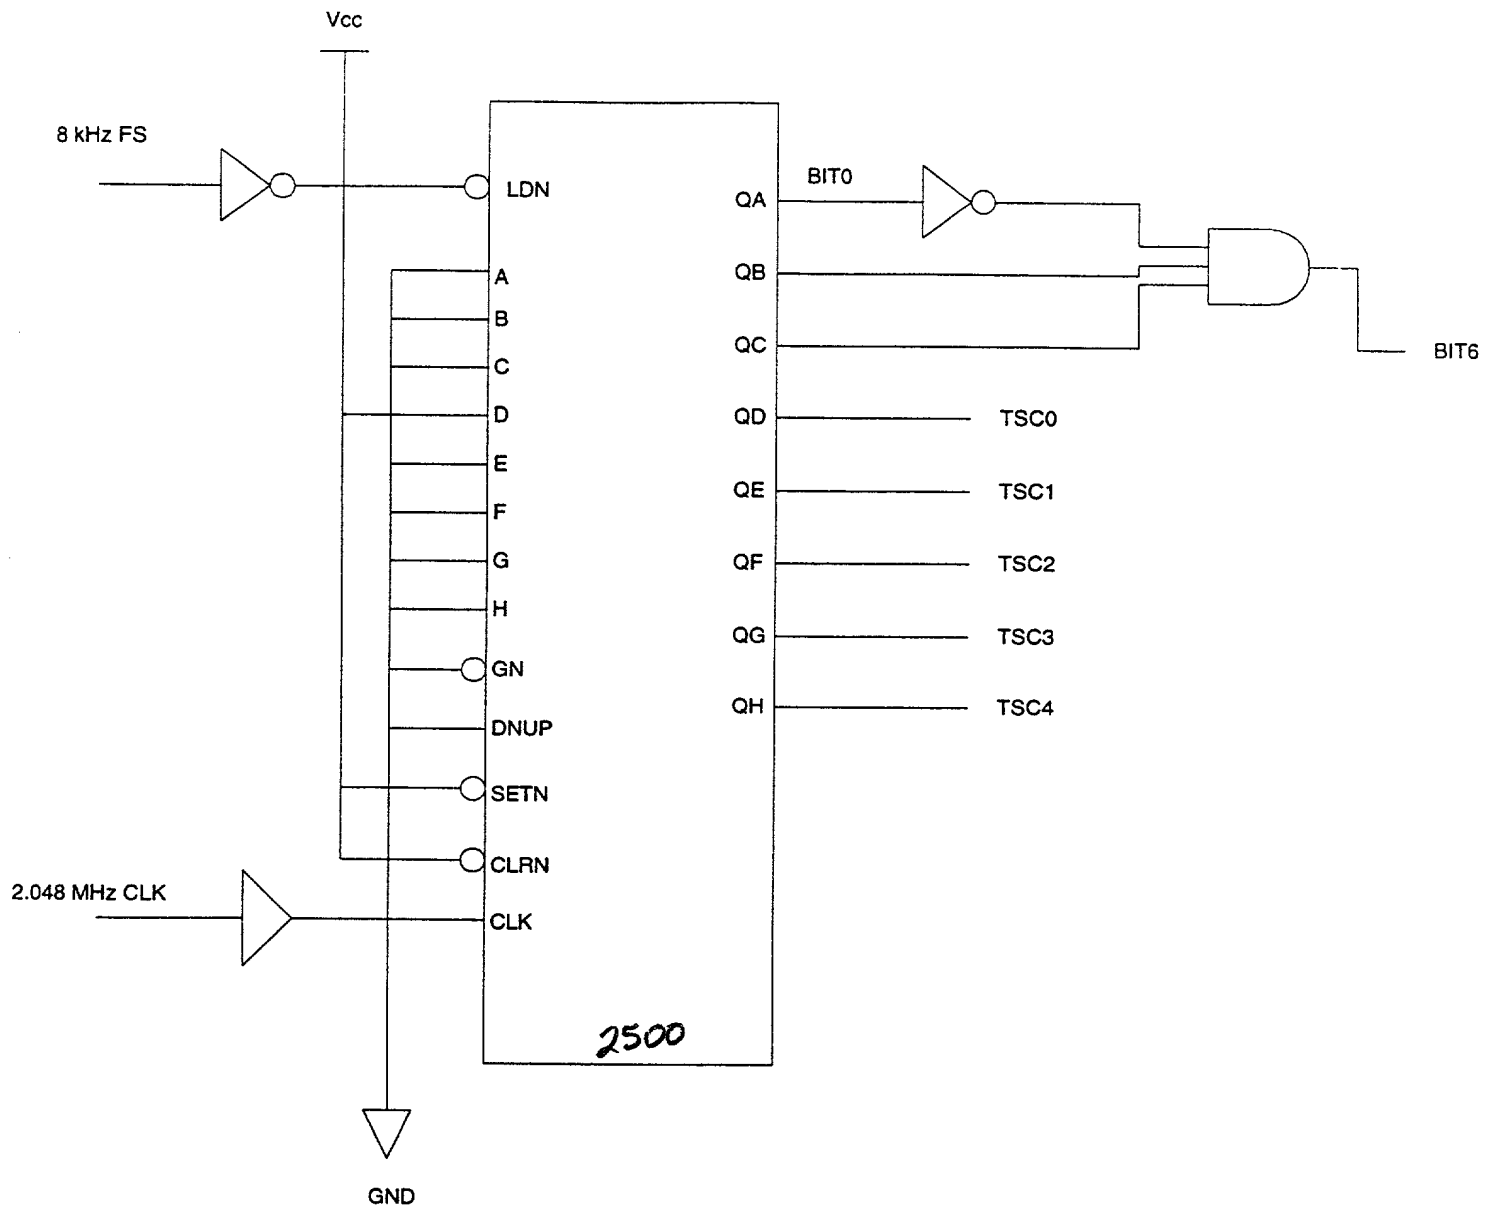 Vcc
8 kHz FS
LDN
QA
BIT0
A
QB
B
QC
BIT6
C
D
QD
TSC0
E
QE
TSC1
F
G
QF
TSC2
H
QG
TSC3
GN
QH
TSC4
DNUP
SETN
CLRN
2.048 MHz CLK
CLK
2500
GND